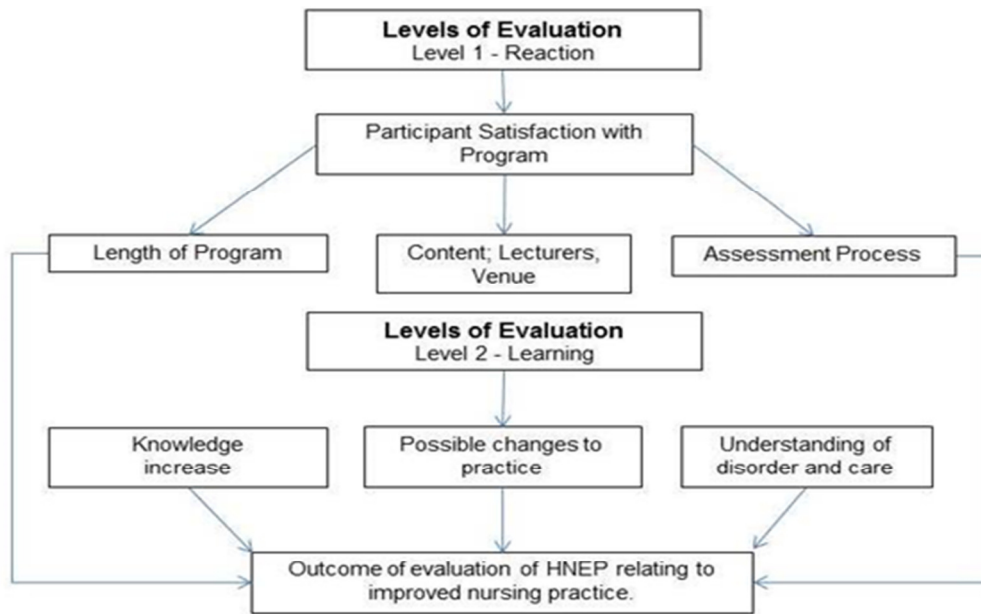 Levels of Evaluation
Level 1 - Reaction
Participant Satisfaction with
Program
Length of Program
Content; Lecturers,
Venue
Assessment Process
Levels of Evaluation
Level 2 - Learning
Knowledge
increase
Possible changes to
practice
Understanding of
disorder and care
Outcome of evaluation of HNEP relating to
improved nursing practice.